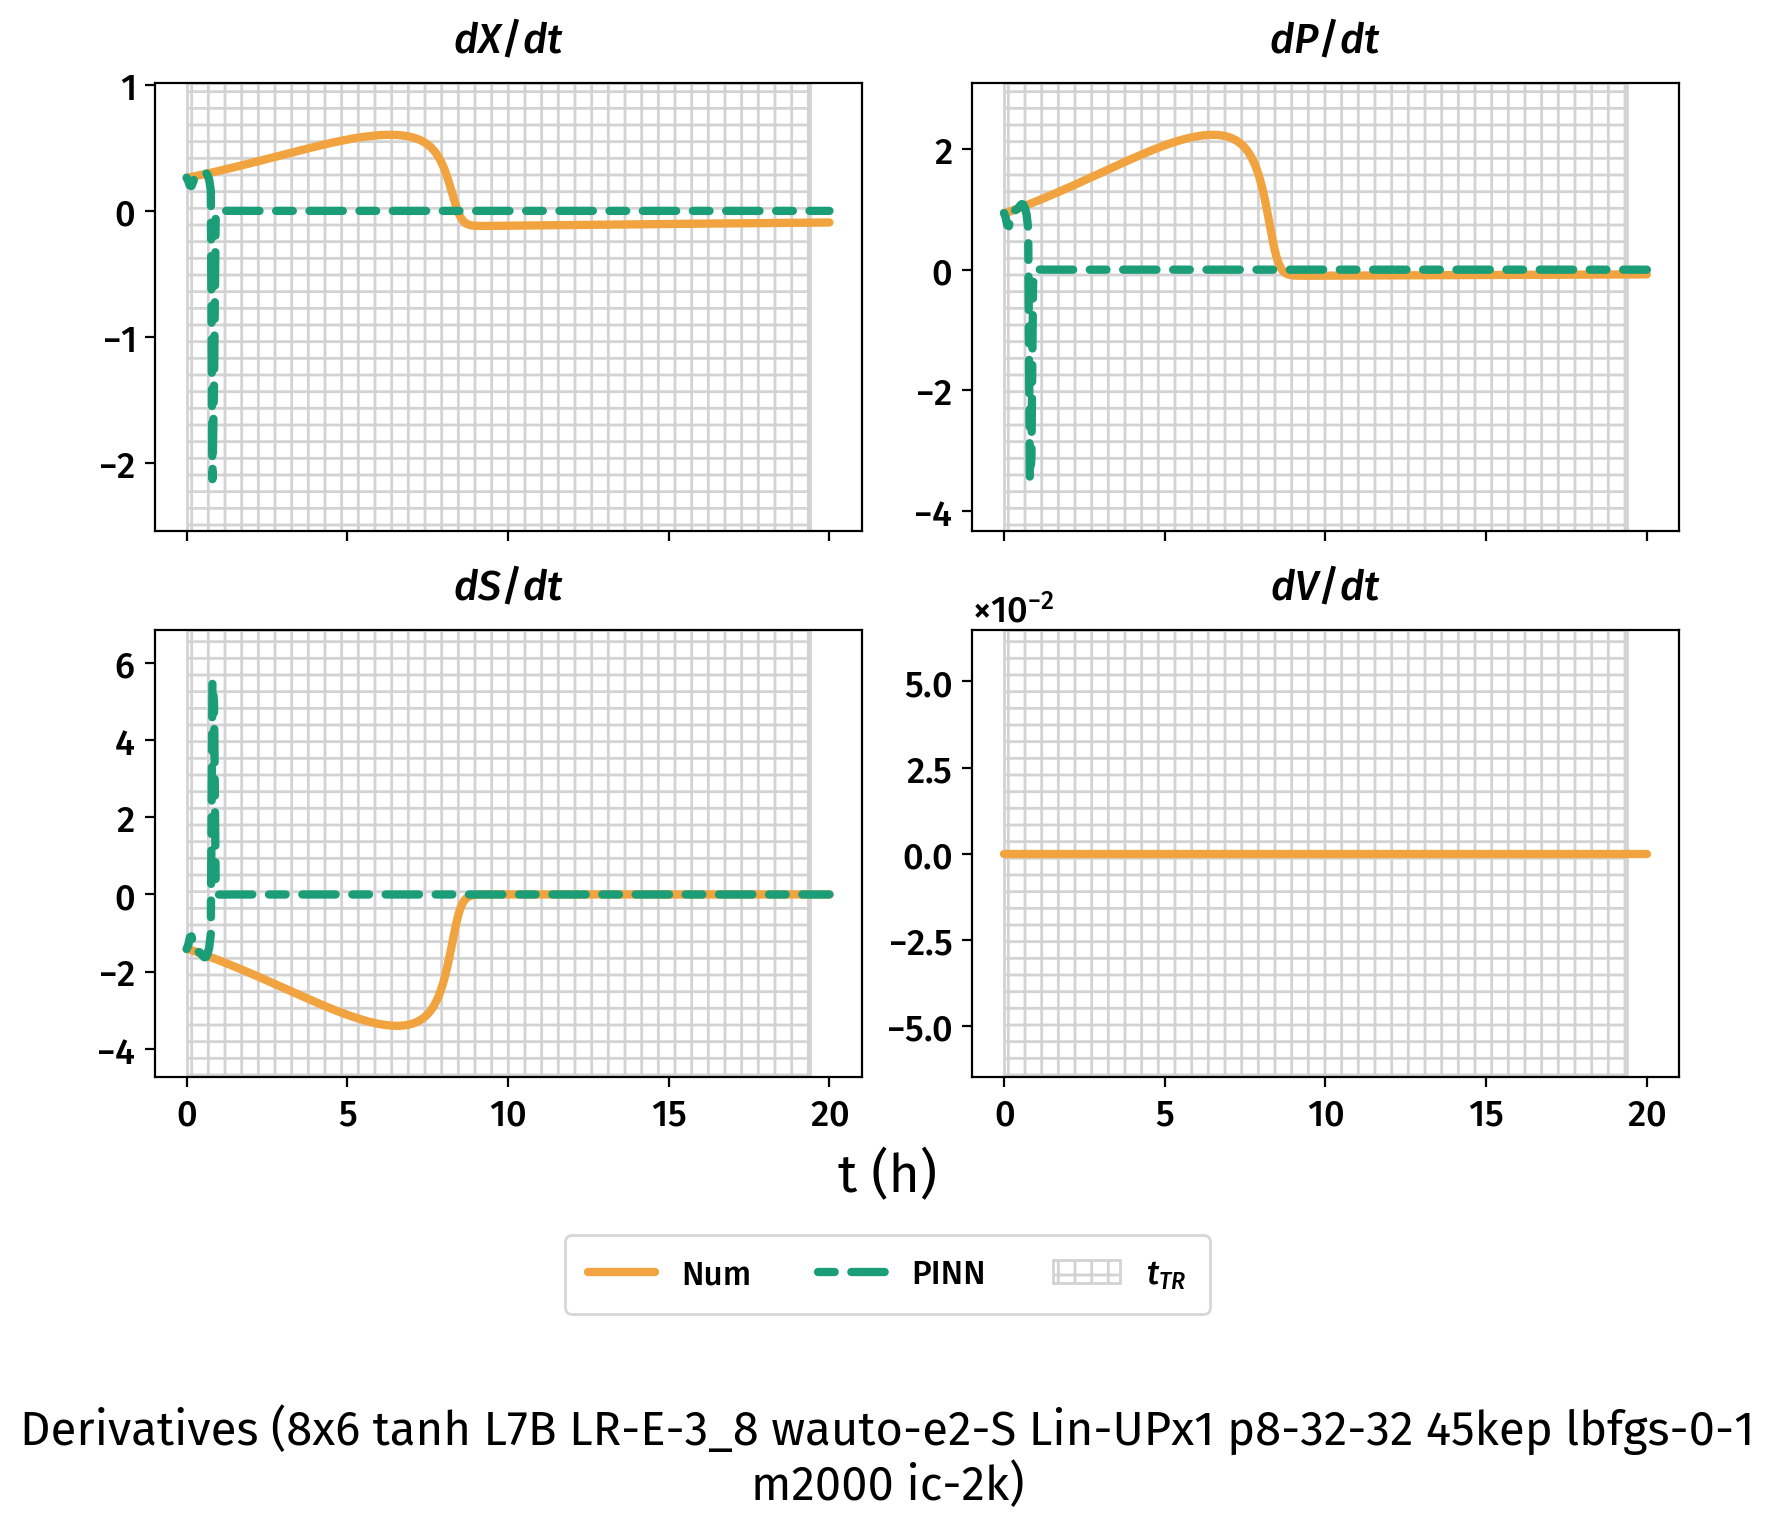 dX/dt
dP/dt
1
0
−1
−2
2
0
−2
−4
dS/dt
dV/dt
×10⁻²
6
4
2
0
−2
−4
5.0
2.5
0.0
−2.5
−5.0
0 5 10 15 20
0 5 10 15 20
t (h)
Num PINN t_TR
Derivatives (8x6 tanh L7B LR-E-3_8 wauto-e2-S Lin-UPx1 p8-32-32 45kep lbfgs-0-1
m2000 ic-2k)